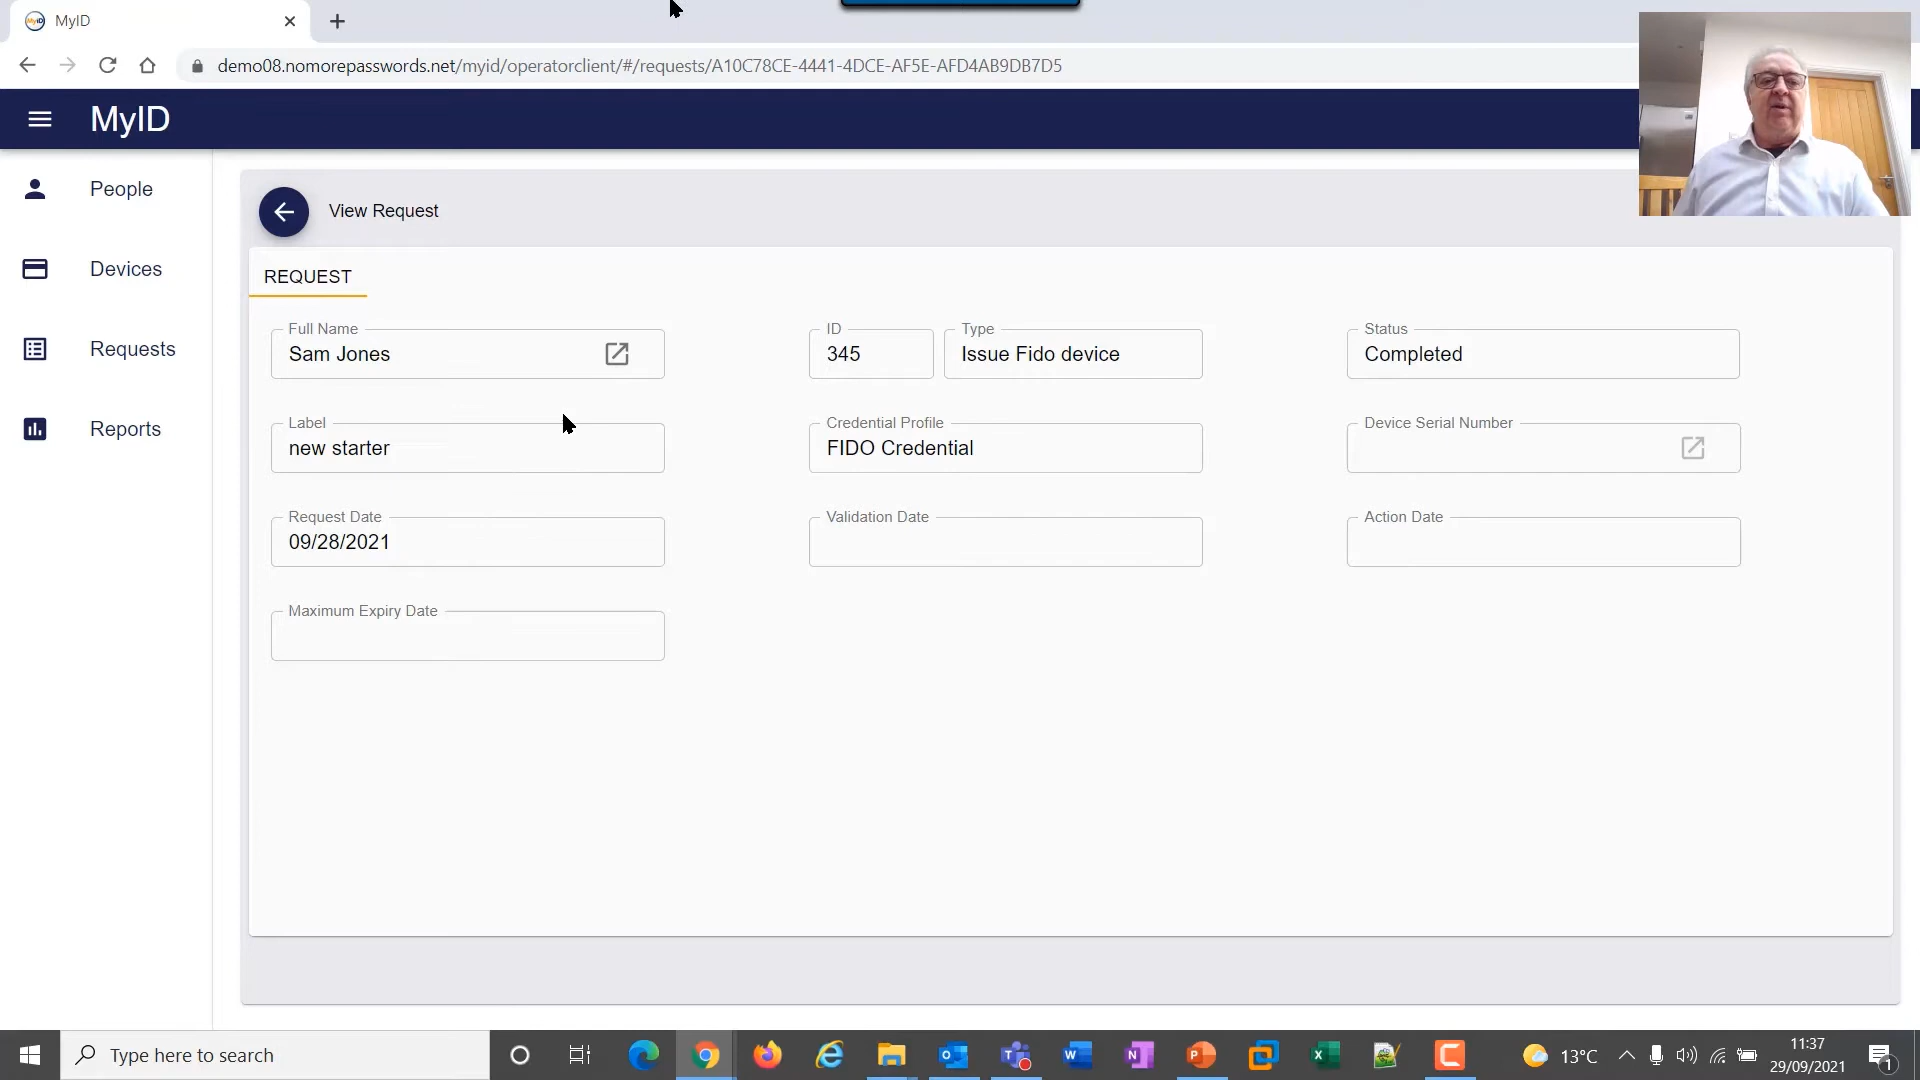 MyID
demo08.nomorepasswords.net/myid/operatorclient/#/requests/A10C78CE-4441-4DCE-AF5E-AFD4AB9DB7D5
MyID
People
Devices
Requests
Reports
View Request
REQUEST
Full Name
Sam Jones
ID
345
Type
Issue Fido device
Status
Completed
Label
new starter
Credential Profile
FIDO Credential
Device Serial Number
Request Date
09/28/2021
Validation Date
Action Date
Maximum Expiry Date
Type here to search
13°C
11:37
29/09/2021
1